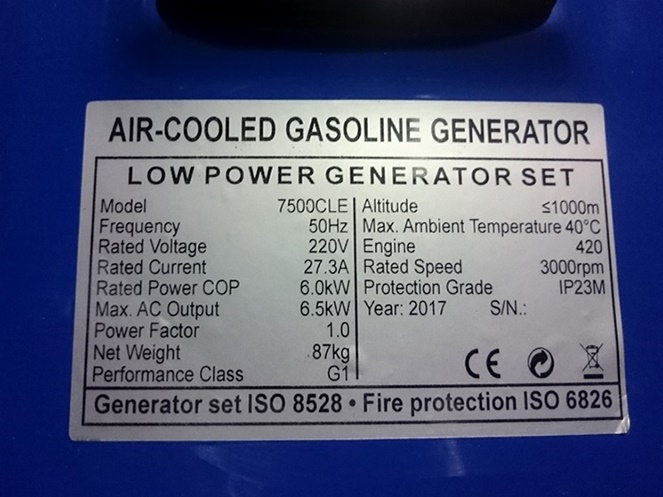 AIR-COOLED GASOLINE GENERATOR
LOW POWER GENERATOR SET
Model 7500CLE
Frequency 50Hz
Rated Voltage 220V
Rated Current 27.3A
Rated Power COP 6.0kW
Max. AC Output 6.5kW
Power Factor 1.0
Net Weight 87kg
Performance Class G1
Altitude ≤1000m
Max. Ambient Temperature 40°C
Engine 420
Rated Speed 3000rpm
Protection Grade IP23M
Year: 2017 S/N.:
CE
Generator set ISO 8528 • Fire protection ISO 6826